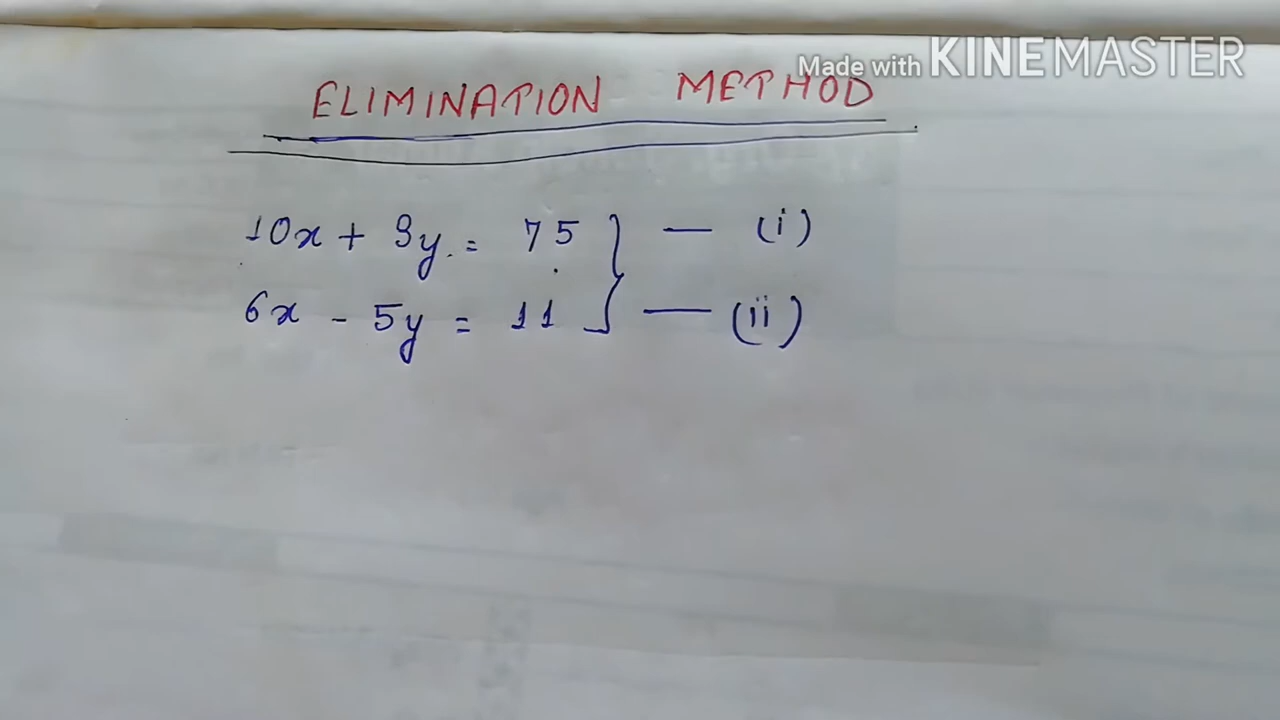 Made with KINEMASTER
ELIMINATION METHOD
10x + 3y = 75 } — (i)
6x - 5y = 11 — (ii)